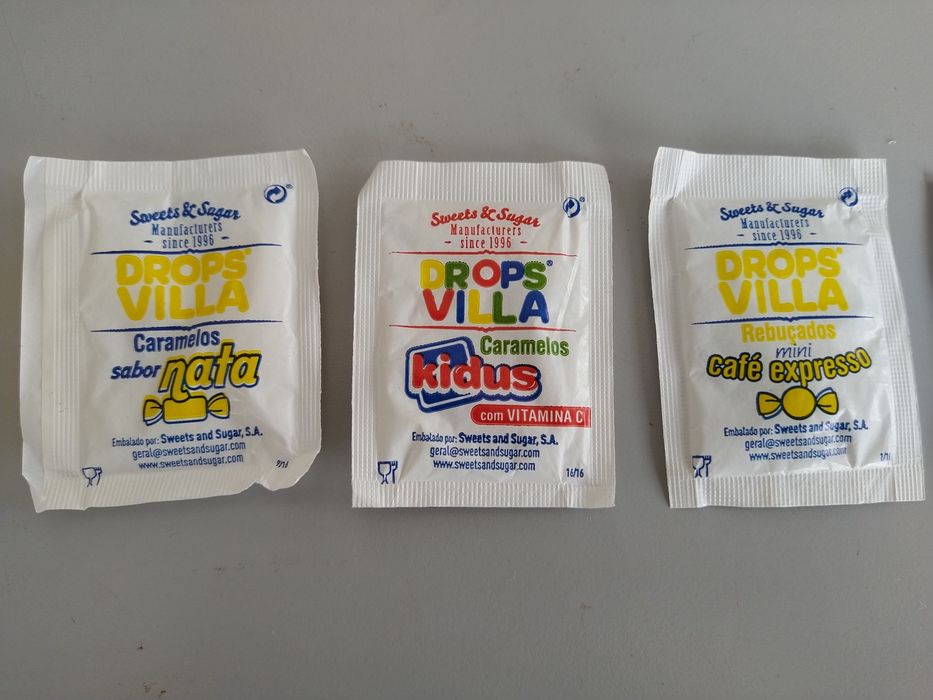 Sweets & Sugar
Manufacturers
- since 1996 -
DROPS®
VILLA
Caramelos
sabor nata
Embalado por: Sweets and Sugar, S.A.
geral@sweetsandsugar.com
www.sweetsandsugar.com
Sweets & Sugar
Manufacturers
- since 1996 -
DROPS®
VILLA
Caramelos
kidus
com VITAMINA C
Embalado por: Sweets and Sugar, S.A.
geral@sweetsandsugar.com
www.sweetsandsugar.com
16/16
Sweets & Sugar
Manufacturers
- since 1996 -
DROPS®
VILLA
Rebuçados
mini
café expresso
Embalado por: Sweets and Sugar, S.A.
geral@sweetsandsugar.com
www.sweetsandsugar.com